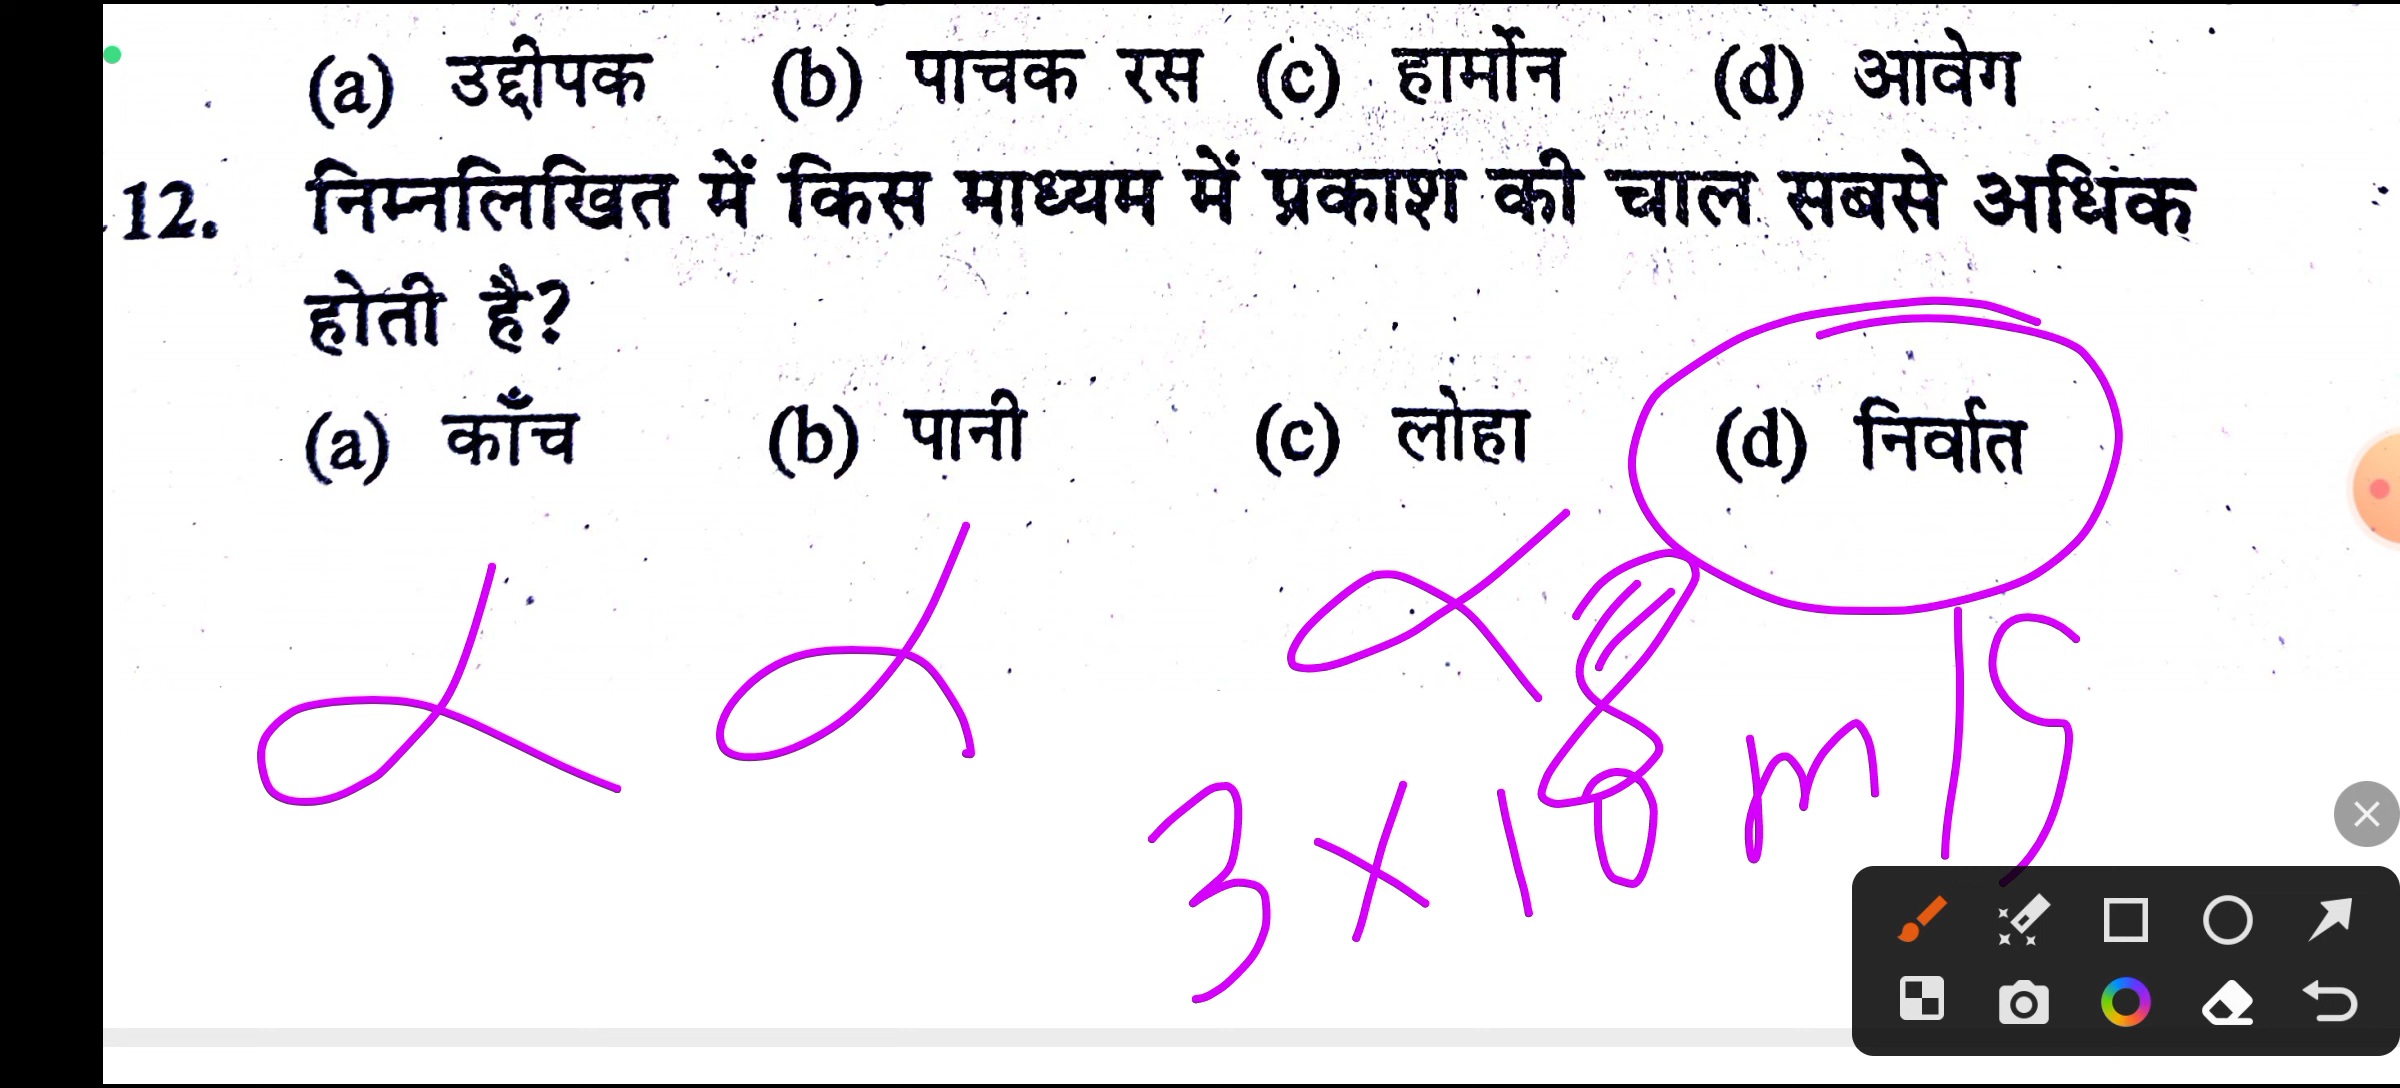 (a) उद्दीपक (b) पाचक रस (c) हार्मोन (d) आवेग
12. निम्नलिखित में किस माध्यम में प्रकाश की चाल सबसे अधिक
होती है?
(a) काँच (b) पानी (c) लोहा (d) निर्वात
3 × 10⁸ m/s